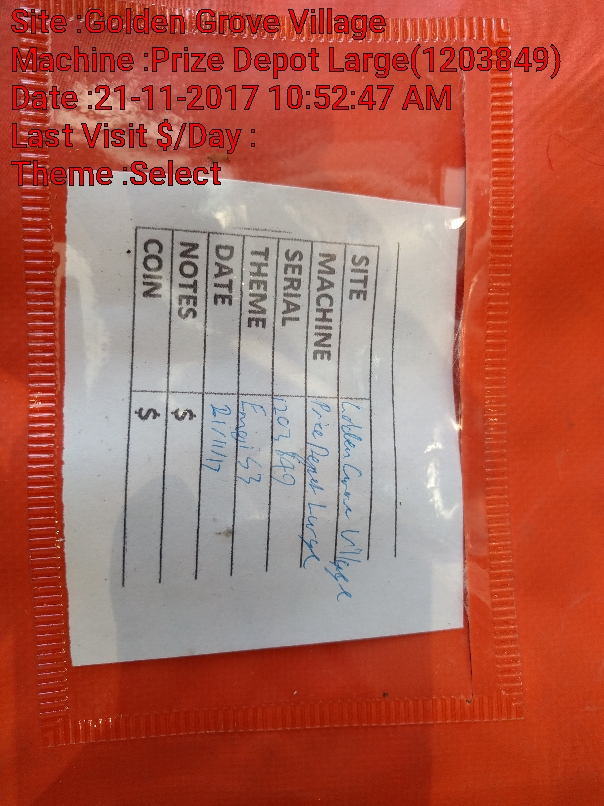 Site :Golden Grove Village
Machine :Prize Depot Large(1203849)
Date :21-11-2017 10:52:47 AM
Last Visit $/Day :
Theme :Select
SITE Golden Grove Village
MACHINE Prize Depot Large
SERIAL 1203849
THEME Emoji $3
DATE 21/11/17
NOTES $
COIN $